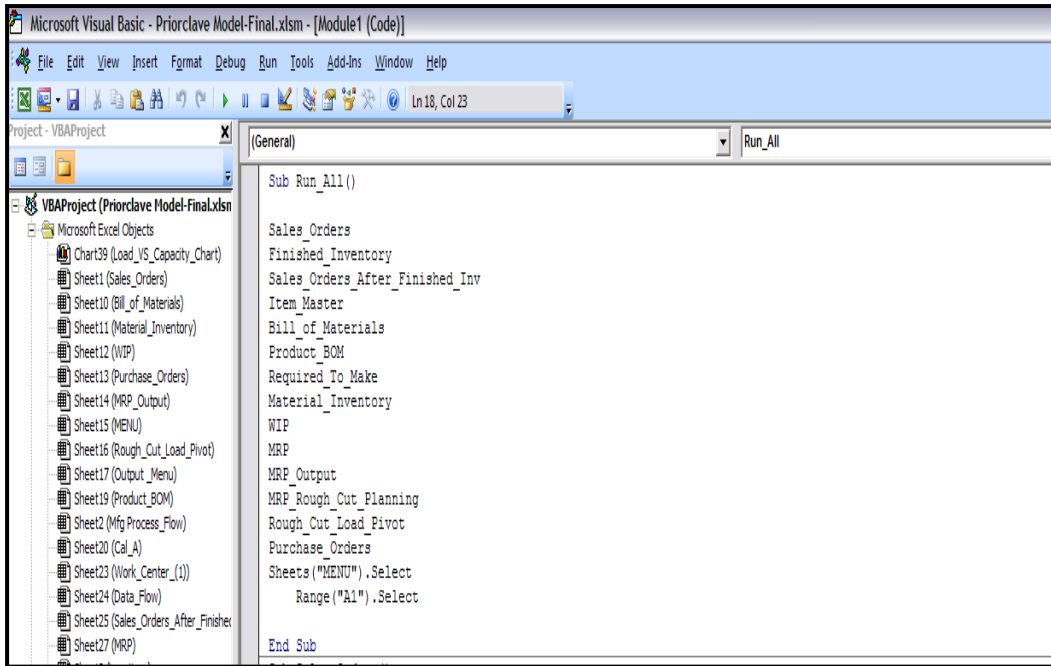 Microsoft Visual Basic - Priorclave Model-Final.xlsm - [Module1 (Code)]
File Edit View Insert Format Debug Run Tools Add-Ins Window Help
Ln 18, Col 23
Project - VBAProject
X
(General)
Run_All
VBAProject (Priorclave Model-Final.xlsm
Microsoft Excel Objects
Chart39 (Load_VS_Capacity_Chart)
Sheet1 (Sales_Orders)
Sheet10 (Bill_of_Materials)
Sheet11 (Material_Inventory)
Sheet12 (WIP)
Sheet13 (Purchase_Orders)
Sheet14 (MRP_Output)
Sheet15 (MENU)
Sheet16 (Rough_Cut_Load_Pivot)
Sheet17 (Output _Menu)
Sheet19 (Product_BOM)
Sheet2 (Mfg Process_Flow)
Sheet20 (Cal_A)
Sheet23 (Work_Center_(1))
Sheet24 (Data_Flow)
Sheet25 (Sales_Orders_After_Finished
Sheet27 (MRP)
Sub Run_All()
Sales_Orders
Finished_Inventory
Sales_Orders_After_Finished_Inv
Item_Master
Bill_of_Materials
Product_BOM
Required_To_Make
Material_Inventory
WIP
MRP
MRP_Output
MRP_Rough_Cut_Planning
Rough_Cut_Load_Pivot
Purchase_Orders
Sheets("MENU").Select
Range("A1").Select
End Sub